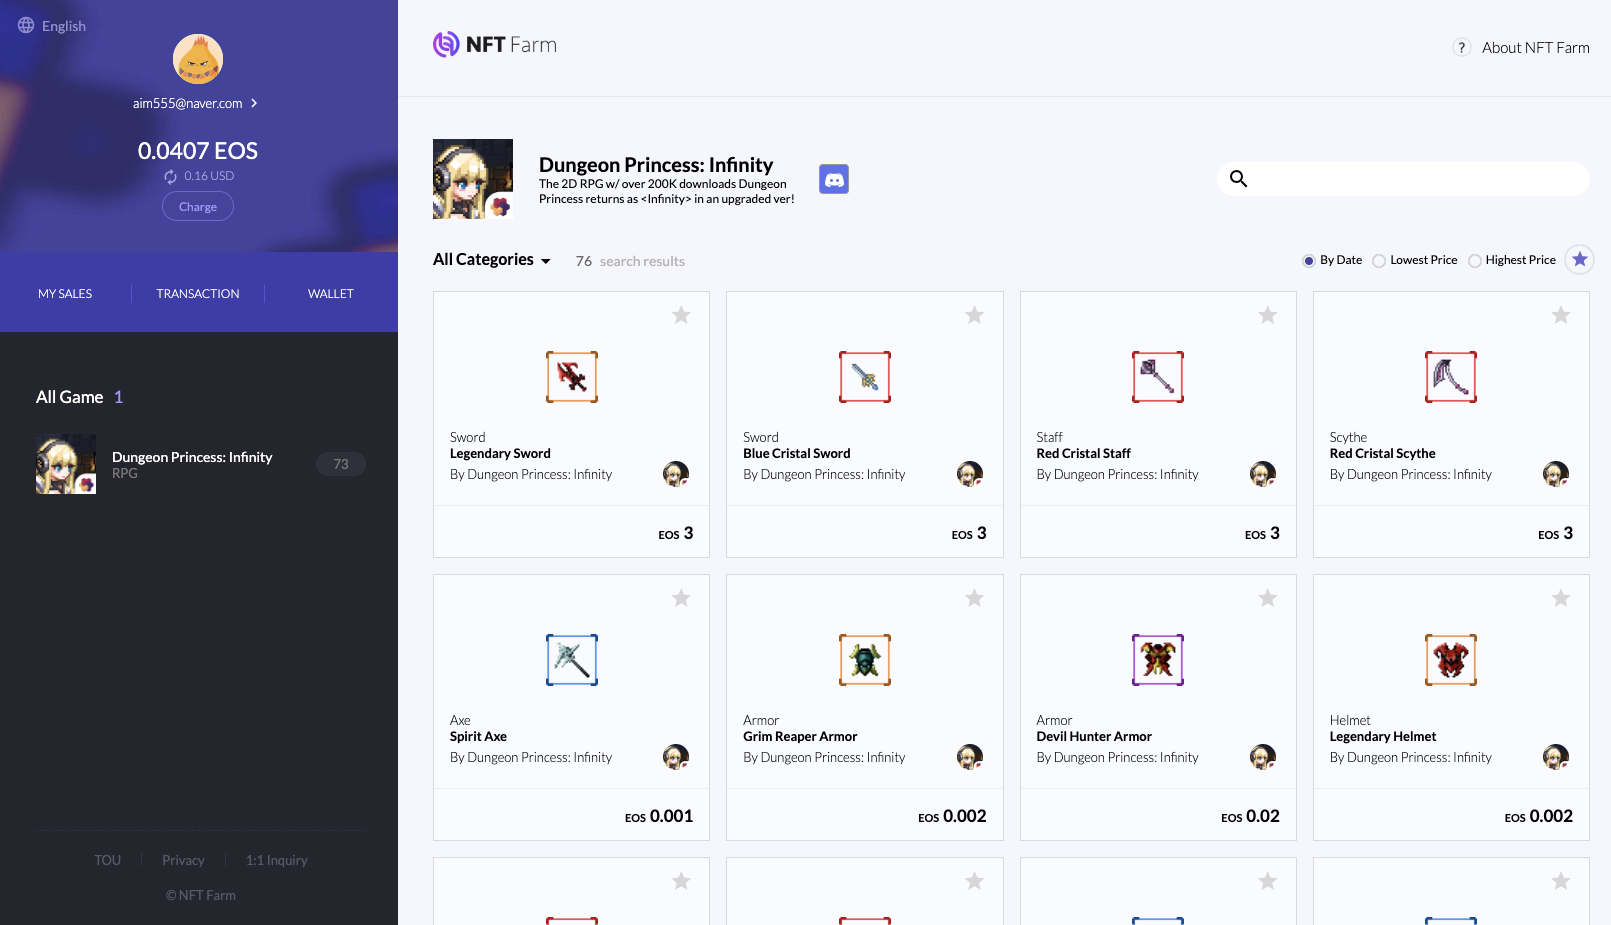 English
aim555@naver.com
0.0407 EOS
0.16 USD
Charge
MY SALES
TRANSACTION
WALLET
All Game 1
Dungeon Princess: Infinity
RPG
73
TOU
Privacy
1:1 Inquiry
© NFT Farm
NFT Farm
? About NFT Farm
Dungeon Princess: Infinity
The 2D RPG w/ over 200K downloads Dungeon
Princess returns as <Infinity> in an upgraded ver!
All Categories
76 search results
By Date
Lowest Price
Highest Price
Sword
Legendary Sword
By Dungeon Princess: Infinity
EOS 3
Sword
Blue Cristal Sword
By Dungeon Princess: Infinity
EOS 3
Staff
Red Cristal Staff
By Dungeon Princess: Infinity
EOS 3
Scythe
Red Cristal Scythe
By Dungeon Princess: Infinity
EOS 3
Axe
Spirit Axe
By Dungeon Princess: Infinity
EOS 0.001
Armor
Grim Reaper Armor
By Dungeon Princess: Infinity
EOS 0.002
Armor
Devil Hunter Armor
By Dungeon Princess: Infinity
EOS 0.02
Helmet
Legendary Helmet
By Dungeon Princess: Infinity
EOS 0.002